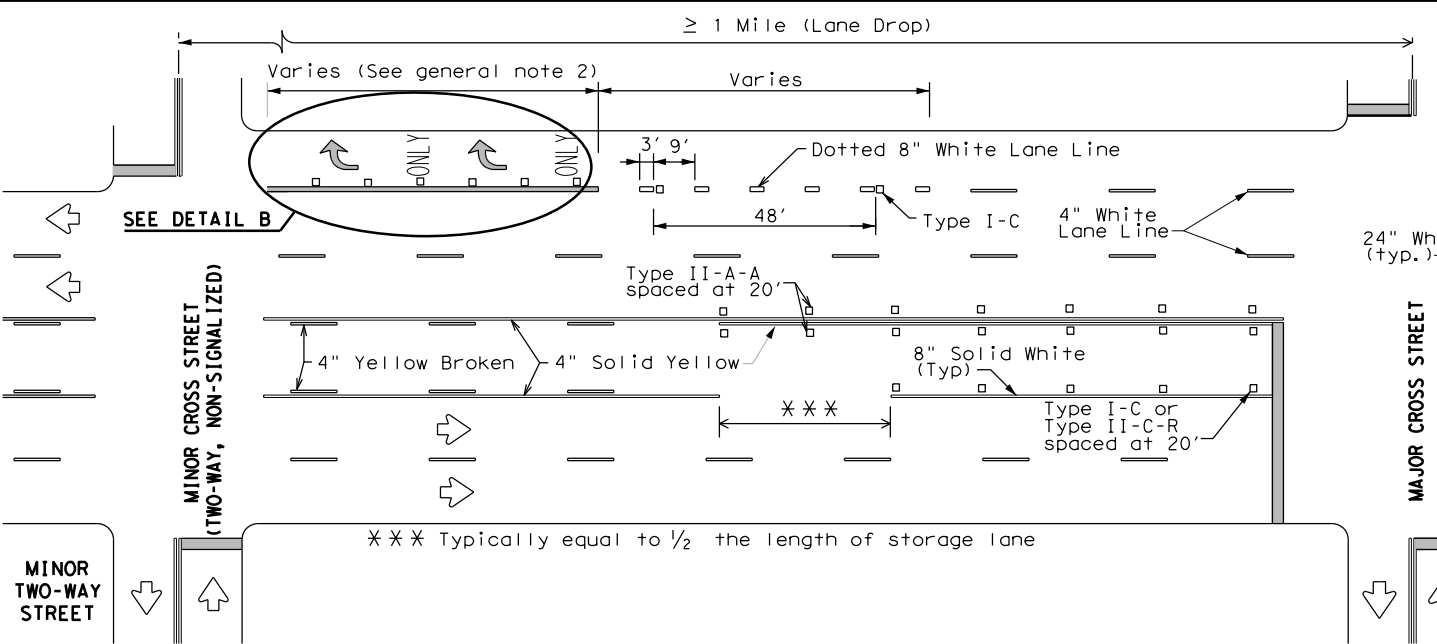 ≥ 1 Mile (Lane Drop)
Varies (See general note 2)
Varies
ONLY
ONLY
3'
9'
Dotted 8" White Lane Line
SEE DETAIL B
48'
Type I-C
4" White
Lane Line
24" Wh
(typ.)
Type II-A-A
spaced at 20'
MINOR CROSS STREET
(TWO-WAY, NON-SIGNALIZED)
4" Yellow Broken
4" Solid Yellow
8" Solid White
(Typ)
***
Type I-C or
Type II-C-R
spaced at 20'
MAJOR CROSS STREET
*** Typically equal to 1/2 the length of storage lane
MINOR
TWO-WAY
STREET